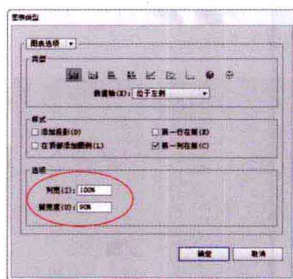 图表类型
图表选项
类型
数值轴(X): 位于左侧
样式
添加投影(D)
第一行在前(R)
在顶部添加图例(L)
第一列在前(C)
选项
列宽(I): 100%
簇宽度(U): 90%
确定
取消